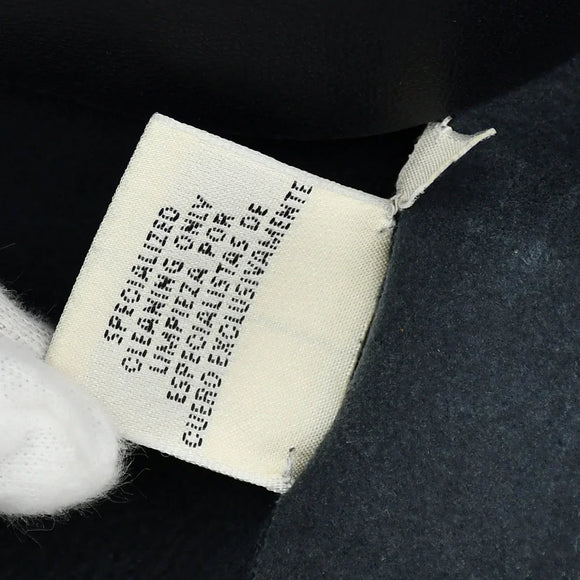 SPECIALIZED
CLEANING ONLY
LIMPIEZA POR
ESPECIALISTAS DE
CUERO EXCLUSIVAMENTE